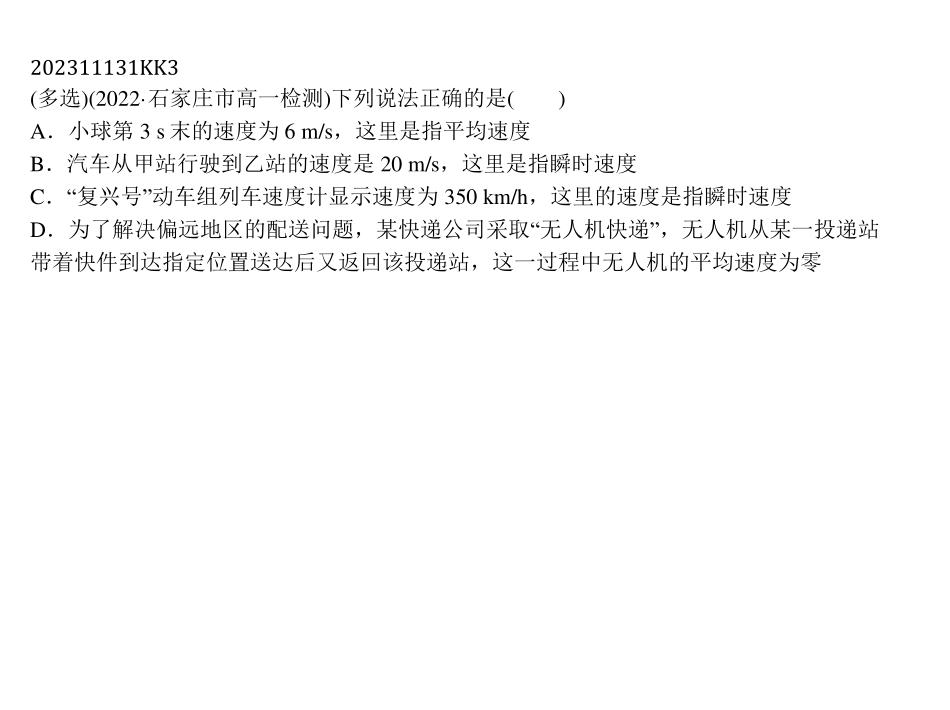 202311131KK3
(多选)(2022·石家庄市高一检测)下列说法正确的是(　　)
A．小球第 3 s 末的速度为 6 m/s，这里是指平均速度
B．汽车从甲站行驶到乙站的速度是 20 m/s，这里是指瞬时速度
C．“复兴号”动车组列车速度计显示速度为 350 km/h，这里的速度是指瞬时速度
D．为了解决偏远地区的配送问题，某快递公司采取“无人机快递”，无人机从某一投递站
带着快件到达指定位置送达后又返回该投递站，这一过程中无人机的平均速度为零